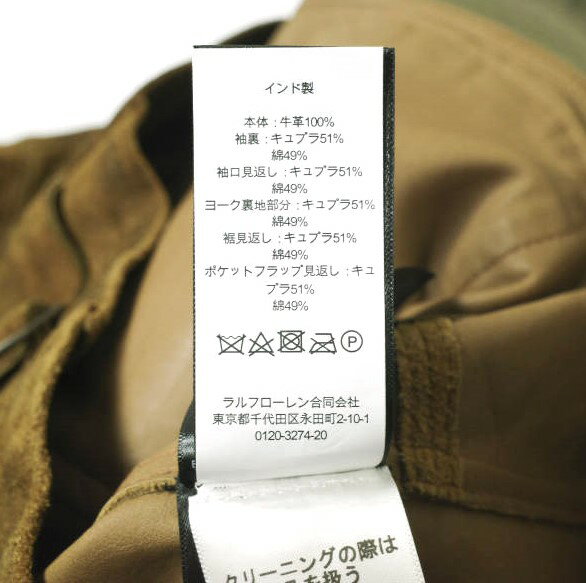 インド製
本体 : 牛革100%
袖裏 : キュプラ51%
綿49%
袖口見返し : キュプラ51%
綿49%
ヨーク裏地部分 : キュプラ51%
綿49%
裾見返し : キュプラ51%
綿49%
ポケットフラップ見返し : キュ
プラ51%
綿49%
P
ラルフローレン合同会社
東京都千代田区永田町2-10-1
0120-3274-20
クリーニングの際は
を扱う